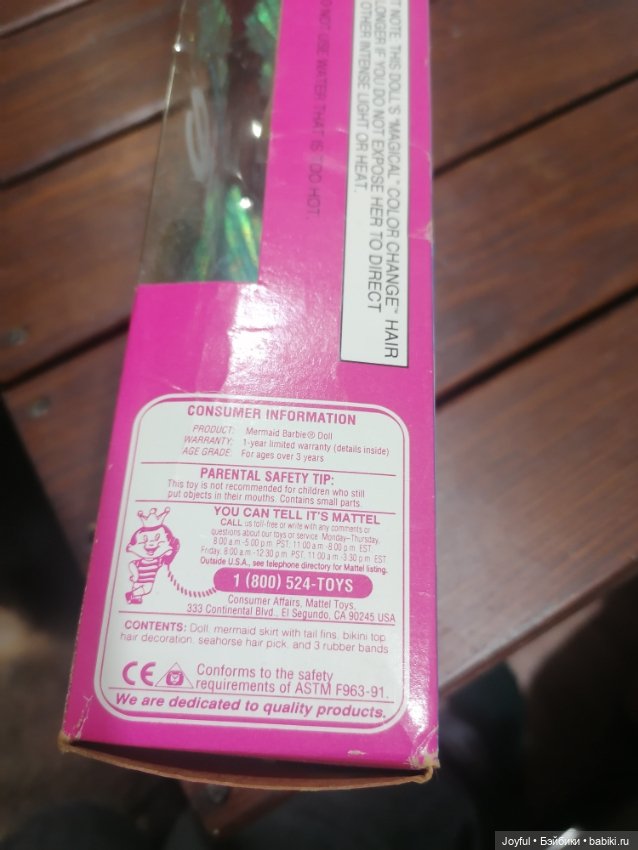 T NOTE: THIS DOLL'S "MAGICAL" COLOR CHANGE™ HAIR
LONGER IF YOU DO NOT EXPOSE HER TO DIRECT
OTHER INTENSE LIGHT OR HEAT.
O NOT USE WATER THAT IS TOO HOT.
CONSUMER INFORMATION
PRODUCT: Mermaid Barbie® Doll
WARRANTY: 1-year limited warranty (details inside)
AGE GRADE: For ages over 3 years
PARENTAL SAFETY TIP:
This toy is not recommended for children who still
put objects in their mouths. Contains small parts.
YOU CAN TELL IT'S MATTEL
CALL us toll-free or write with any comments or
questions about our toys or service. Monday-Thursday,
8:00 a.m.-5:00 p.m. PST; 11:00 a.m.-8:00 p.m. EST.
Friday: 8:00 a.m.-12:30 p.m. PST; 11:00 a.m.-3:30 p.m. EST.
Outside U.S.A., see telephone directory for Mattel listing.
1 (800) 524-TOYS
Consumer Affairs, Mattel Toys,
333 Continental Blvd., El Segundo, CA 90245 USA
CONTENTS: Doll, mermaid skirt with tail fins, bikini top,
hair decoration, seahorse hair pick, and 3 rubber bands
CE Conforms to the safety
requirements of ASTM F963-91.
We are dedicated to quality products.
Joyful • Бэйбики • babiki.ru